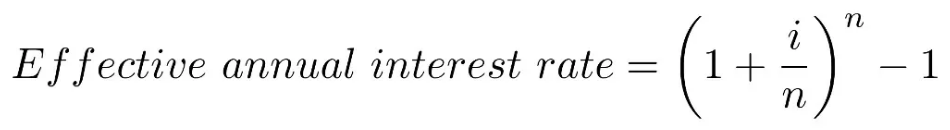 Effective annual interest rate = (1 + i/n)^n − 1